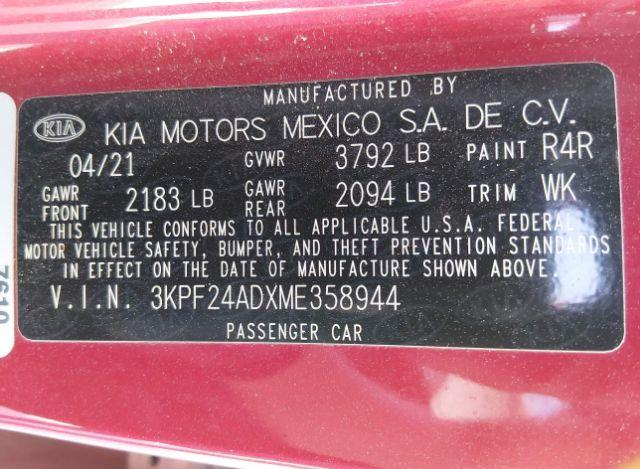 MANUFACTURED BY
KIA KIA MOTORS MEXICO S.A. DE C.V.
04/21 GVWR 3792 LB PAINT R4R
GAWR FRONT 2183 LB GAWR REAR 2094 LB TRIM WK
THIS VEHICLE CONFORMS TO ALL APPLICABLE U.S.A. FEDERAL
MOTOR VEHICLE SAFETY, BUMPER, AND THEFT PREVENTION STANDARDS
IN EFFECT ON THE DATE OF MANUFACTURE SHOWN ABOVE.
V.I.N. 3KPF24ADXME358944
PASSENGER CAR